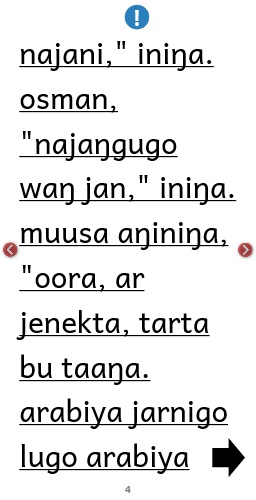 najani," iniŋa.
osman,
"najaŋgugo
waŋ jan," iniŋa.
muusa aŋiniŋa,
"oora, ar
jenekta, tarta
bu taaŋa.
arabiya jarnigo
lugo arabiya
4